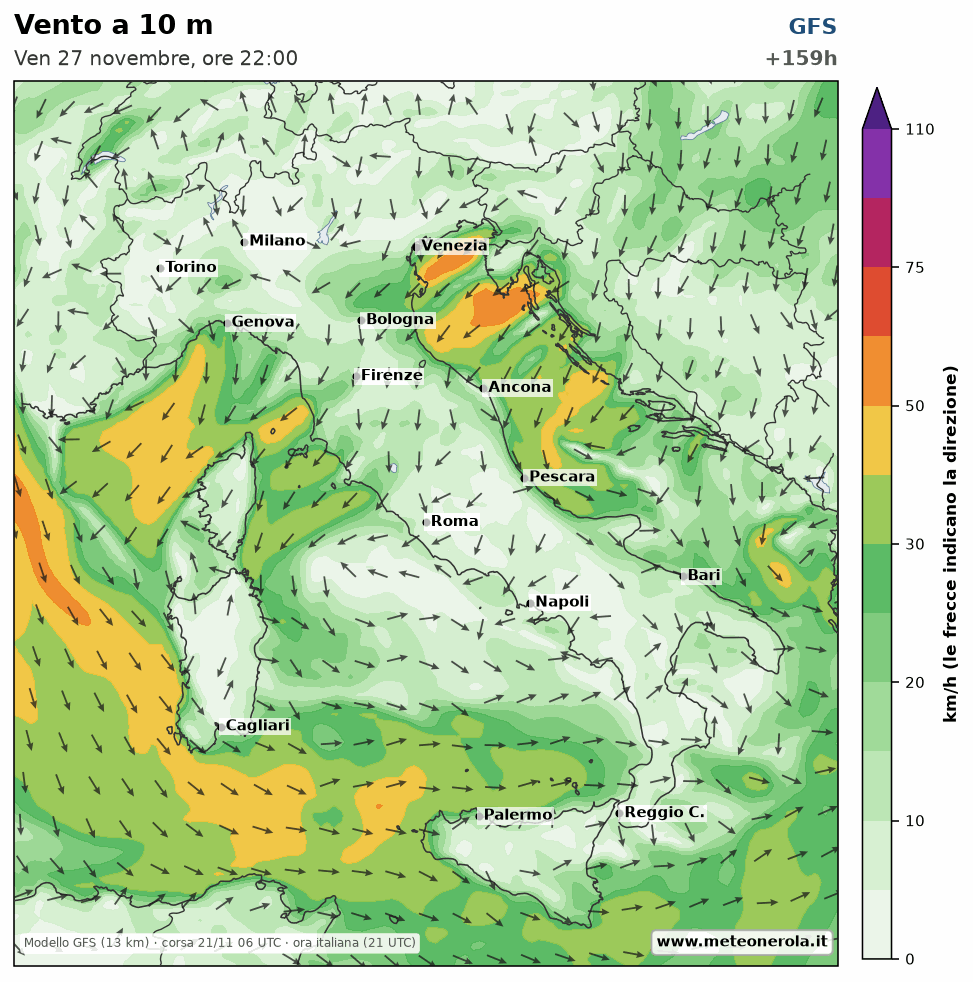 Vento a 10 m
GFS
Ven 27 novembre, ore 22:00
+159h
110
75
50
30
20
10
0
km/h (le frecce indicano la direzione)
Milano
Venezia
Torino
Genova
Bologna
Firenze
Ancona
Pescara
Roma
Bari
Napoli
Cagliari
Palermo
Reggio C.
Modello GFS (13 km) · corsa 21/11 06 UTC · ora italiana (21 UTC)
www.meteonerola.it